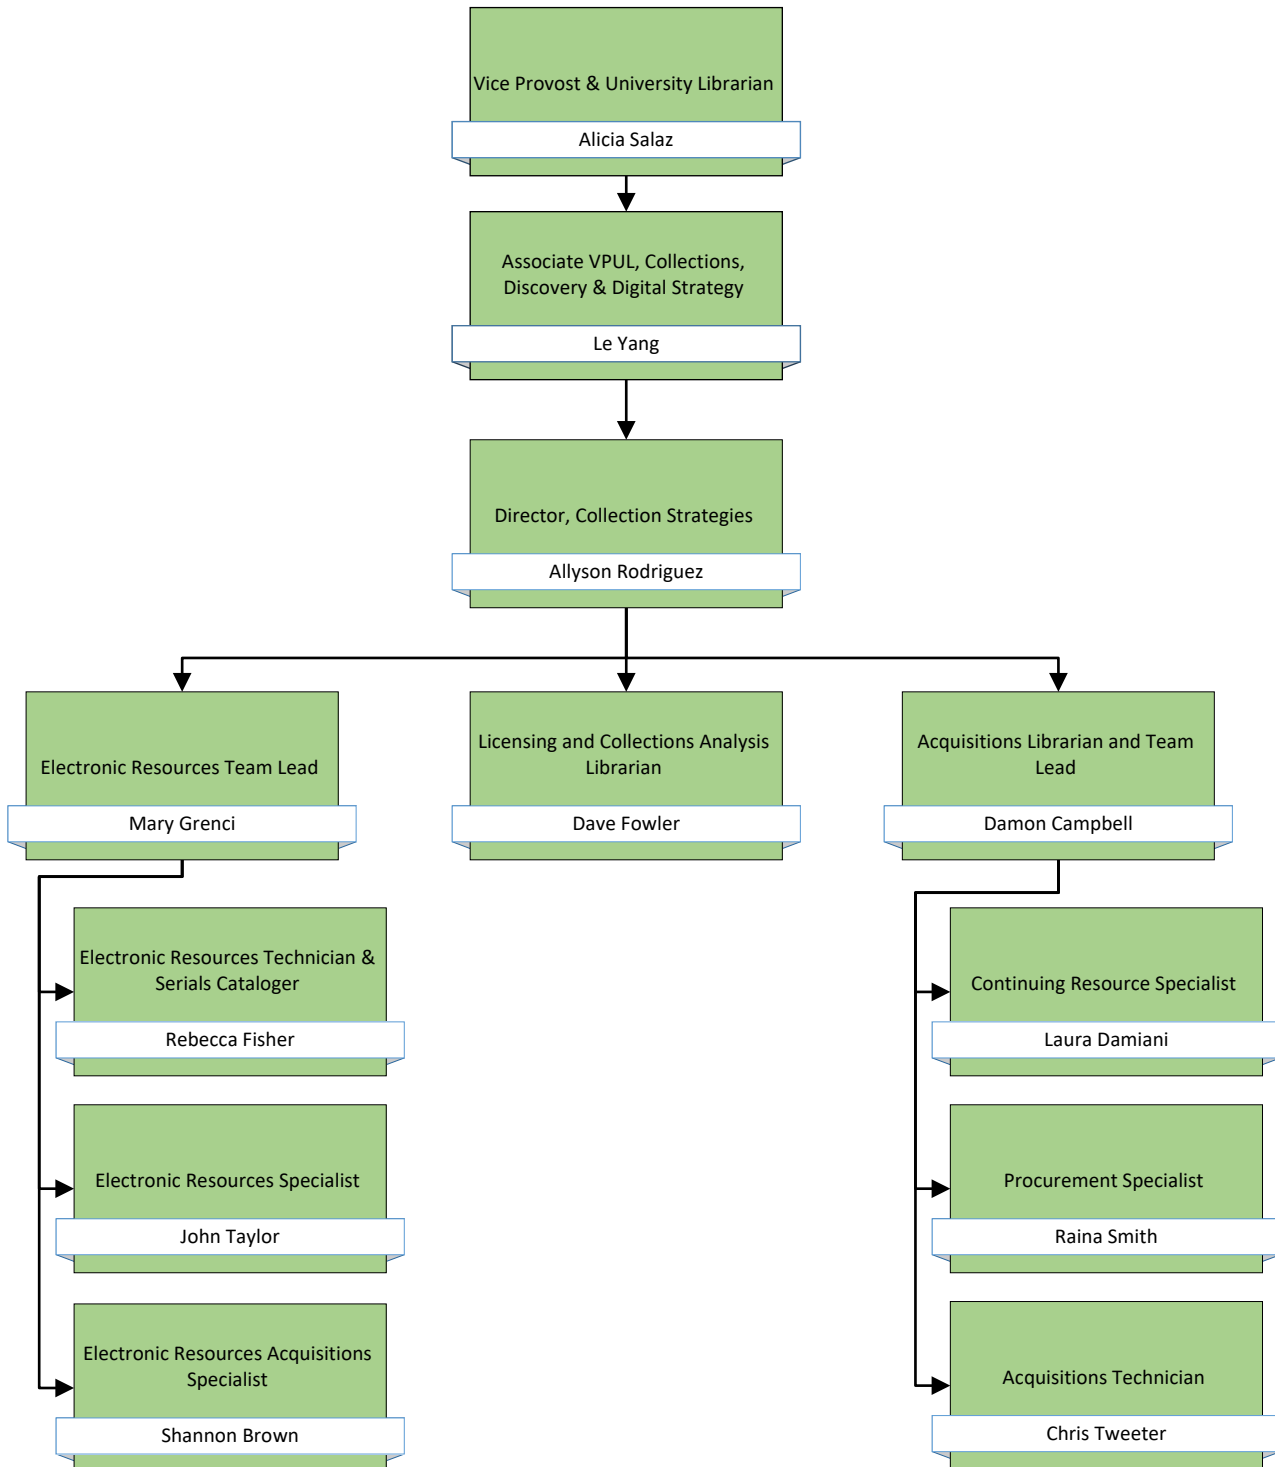 Vice Provost & University Librarian
Alicia Salaz
Associate VPUL, Collections,
Discovery & Digital Strategy
Le Yang
Director, Collection Strategies
Allyson Rodriguez
Electronic Resources Team Lead
Mary Grenci
Licensing and Collections Analysis
Librarian
Dave Fowler
Acquisitions Librarian and Team
Lead
Damon Campbell
Electronic Resources Technician &
Serials Cataloger
Rebecca Fisher
Electronic Resources Specialist
John Taylor
Electronic Resources Acquisitions
Specialist
Shannon Brown
Continuing Resource Specialist
Laura Damiani
Procurement Specialist
Raina Smith
Acquisitions Technician
Chris Tweeter